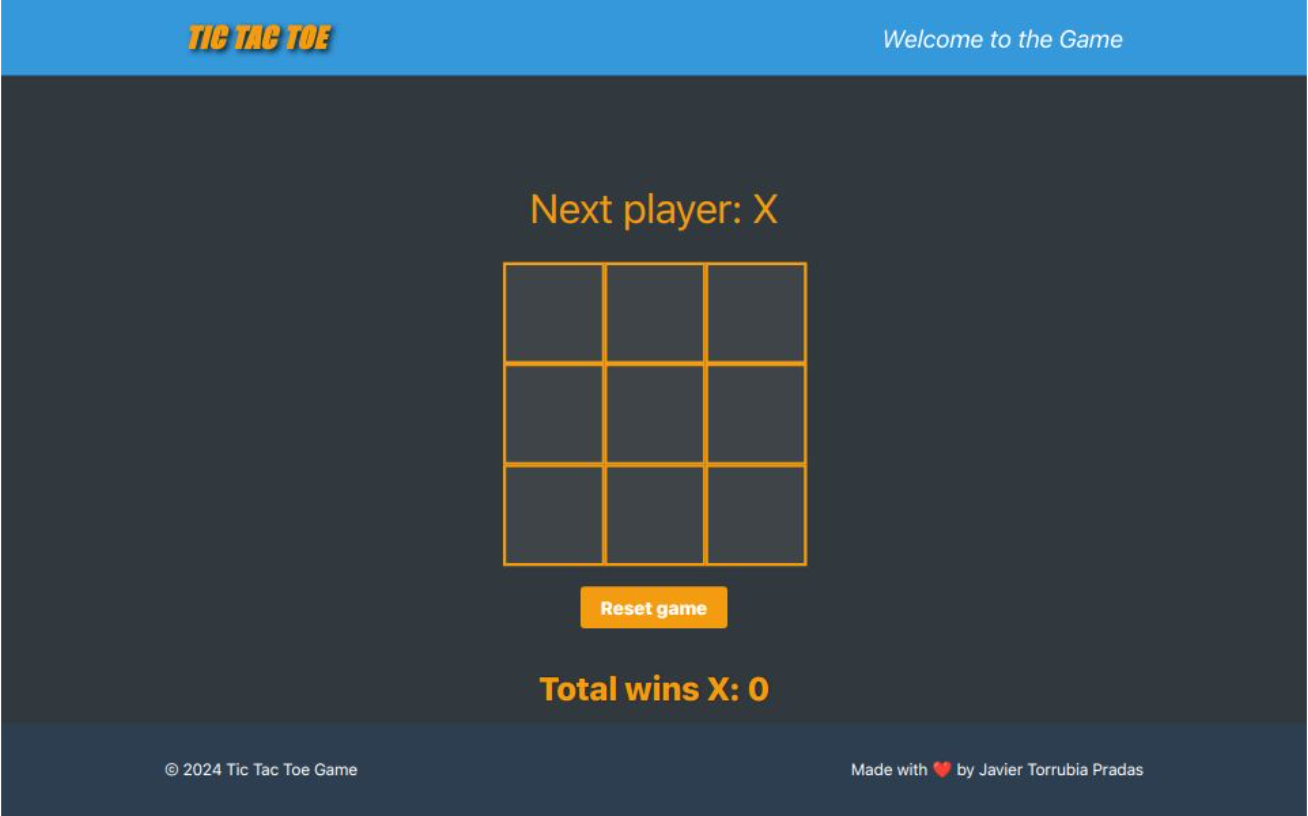 TIC TAC TOE
Welcome to the Game
Next player: X
Reset game
Total wins X: 0
© 2024 Tic Tac Toe Game
Made with ❤️ by Javier Torrubia Pradas